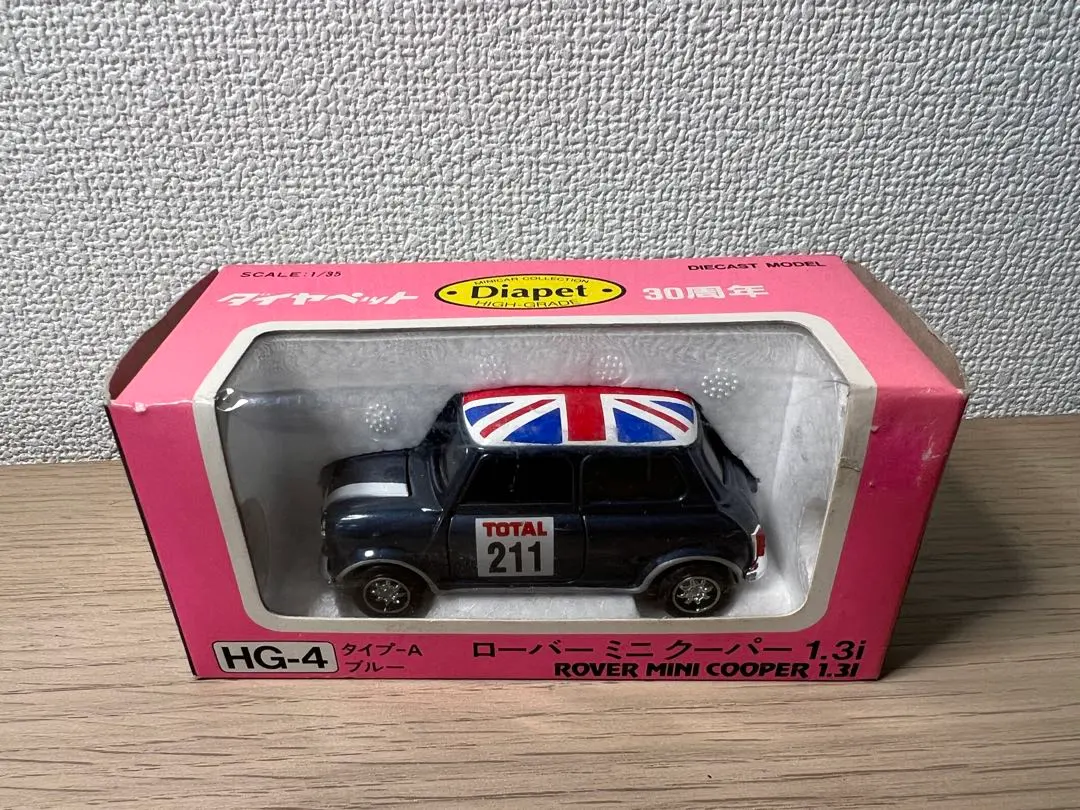 SCALE:1/35
DIECAST MODEL
ダイヤペット
MINICAR COLLECTION
Diapet
HIGH-GRADE
30周年
TOTAL
211
HG-4
タイプ-A
ブルー
ローバー ミニ クーパー 1.3i
ROVER MINI COOPER 1.3I